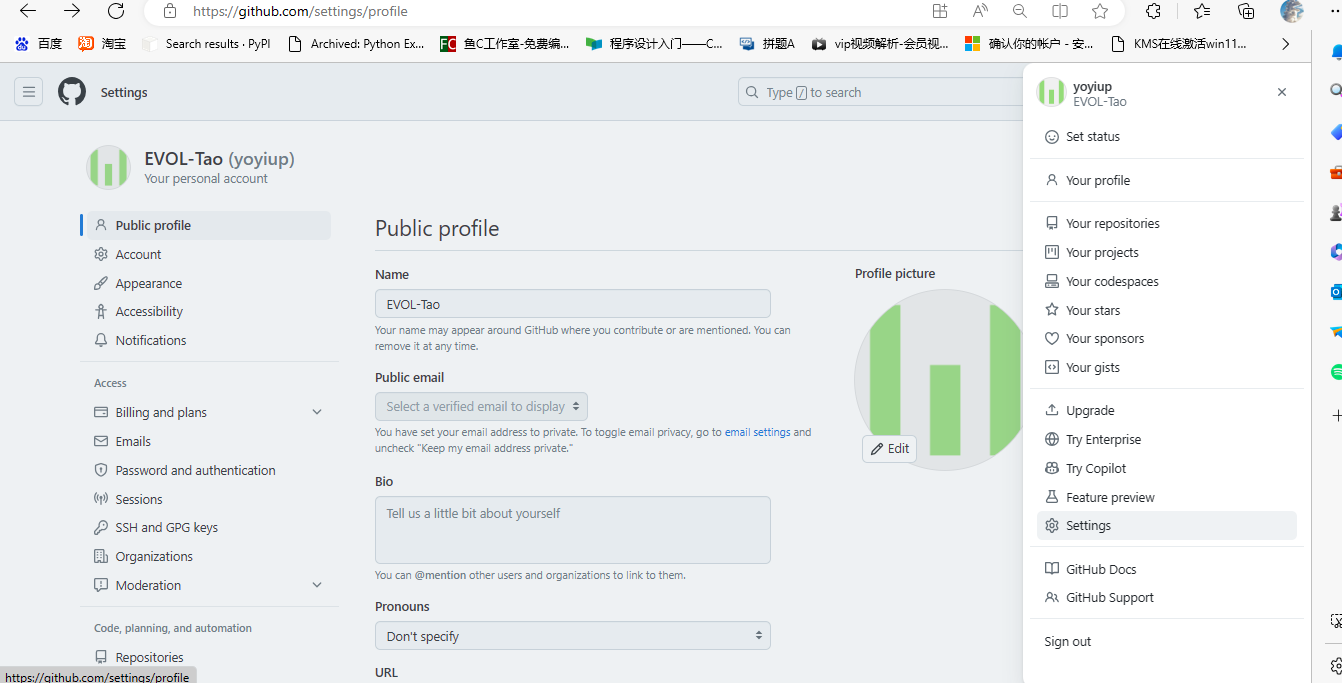 https://github.com/settings/profile
百度
淘宝
Search results · PyPI
Archived: Python Ex...
FC
鱼C工作室-免费编...
程序设计入门——C...
拼题A
vip视频解析-会员视...
确认你的帐户 - 安...
KMS在线激活win11...
Settings
Type / to search
EVOL-Tao (yoyiup)
Your personal account
Public profile
Account
Appearance
Accessibility
Notifications
Access
Billing and plans
Emails
Password and authentication
Sessions
SSH and GPG keys
Organizations
Moderation
Code, planning, and automation
Repositories
https://github.com/settings/profile
Public profile
Name
EVOL-Tao
Your name may appear around GitHub where you contribute or are mentioned. You can
remove it at any time.
Public email
Select a verified email to display
You have set your email address to private. To toggle email privacy, go to email settings and
uncheck "Keep my email address private."
Bio
Tell us a little bit about yourself
You can @mention other users and organizations to link to them.
Pronouns
Don't specify
URL
Profile picture
Edit
yoyiup
EVOL-Tao
Set status
Your profile
Your repositories
Your projects
Your codespaces
Your stars
Your sponsors
Your gists
Upgrade
Try Enterprise
Try Copilot
Feature preview
Settings
GitHub Docs
GitHub Support
Sign out